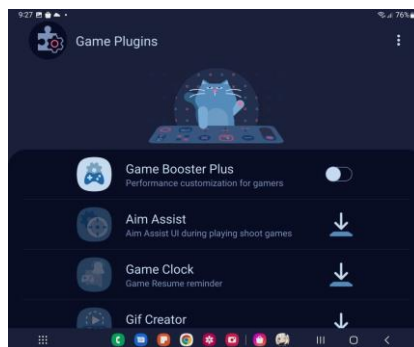 9:27
76%
Game Plugins
Game Booster Plus
Performance customization for gamers
Aim Assist
Aim Assist UI during playing shoot games
Game Clock
Game Resume reminder
Gif Creator